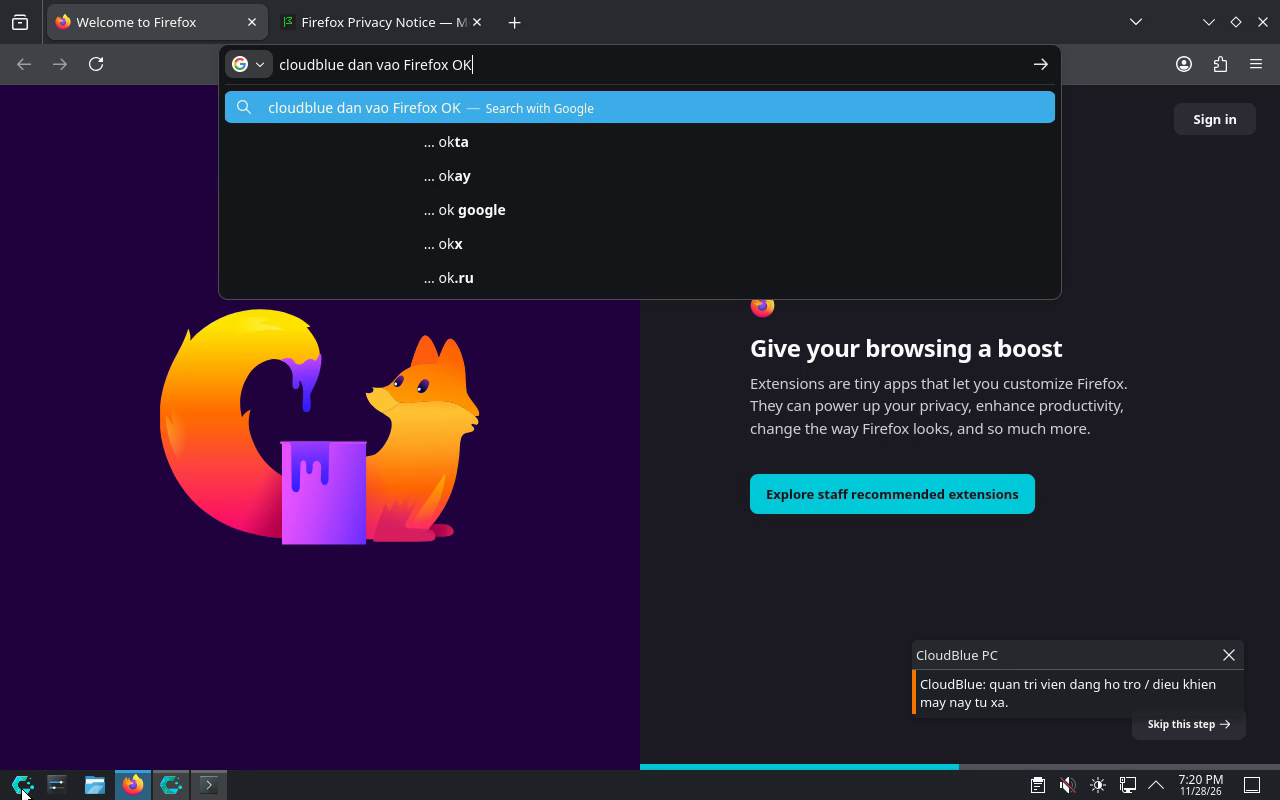 Welcome to Firefox
Firefox Privacy Notice — M
cloudblue dan vao Firefox OK
cloudblue dan vao Firefox OK — Search with Google
... okta
... okay
... ok google
... okx
... ok.ru
Sign in
Give your browsing a boost
Extensions are tiny apps that let you customize Firefox.
They can power up your privacy, enhance productivity,
change the way Firefox looks, and so much more.
Explore staff recommended extensions
CloudBlue PC
CloudBlue: quan tri vien dang ho tro / dieu khien
may nay tu xa.
Skip this step
7:20 PM
11/28/26